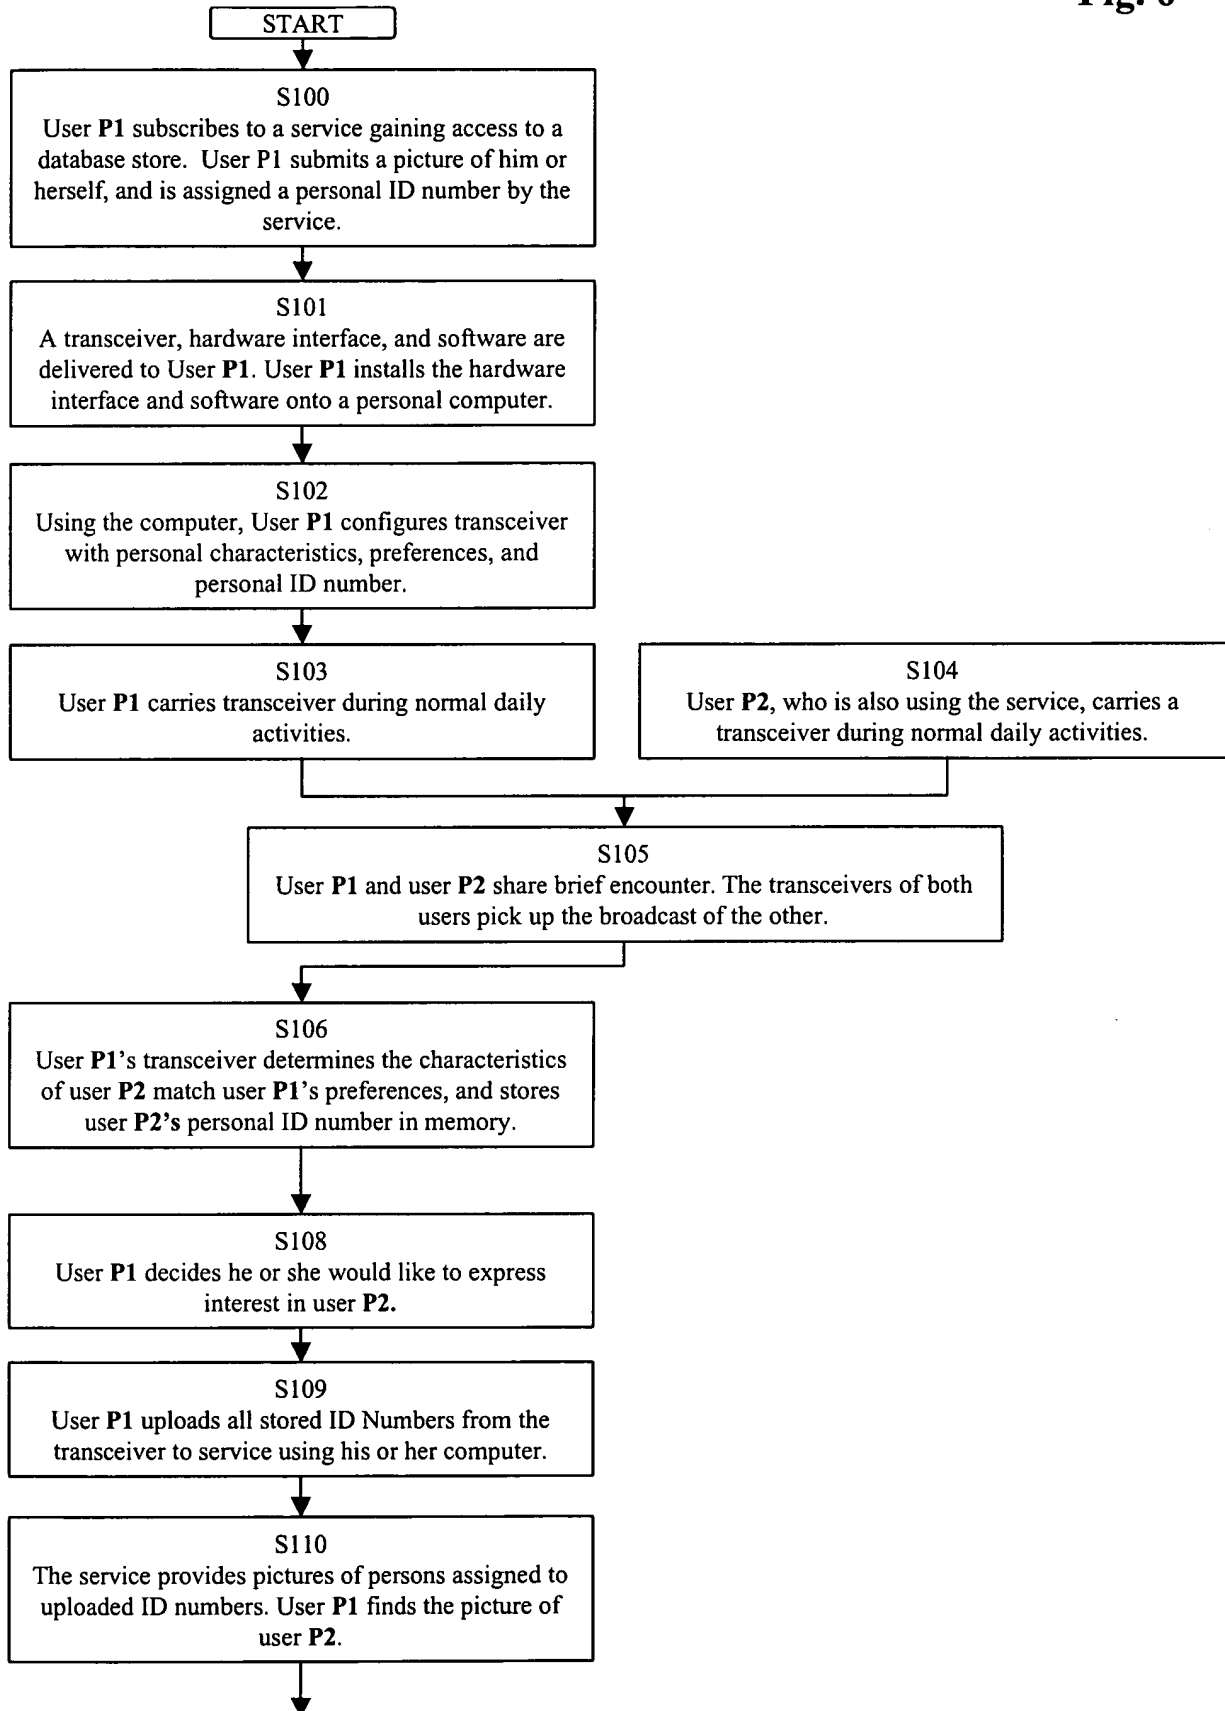 START
S100
User P1 subscribes to a service gaining access to a
database store. User P1 submits a picture of him or
herself, and is assigned a personal ID number by the
service.
S101
A transceiver, hardware interface, and software are
delivered to User P1. User P1 installs the hardware
interface and software onto a personal computer.
S102
Using the computer, User P1 configures transceiver
with personal characteristics, preferences, and
personal ID number.
S103
User P1 carries transceiver during normal daily
activities.
S104
User P2, who is also using the service, carries a
transceiver during normal daily activities.
S105
User P1 and user P2 share brief encounter. The transceivers of both
users pick up the broadcast of the other.
S106
User P1's transceiver determines the characteristics
of user P2 match user P1's preferences, and stores
user P2's personal ID number in memory.
S108
User P1 decides he or she would like to express
interest in user P2.
S109
User P1 uploads all stored ID Numbers from the
transceiver to service using his or her computer.
S110
The service provides pictures of persons assigned to
uploaded ID numbers. User P1 finds the picture of
user P2.